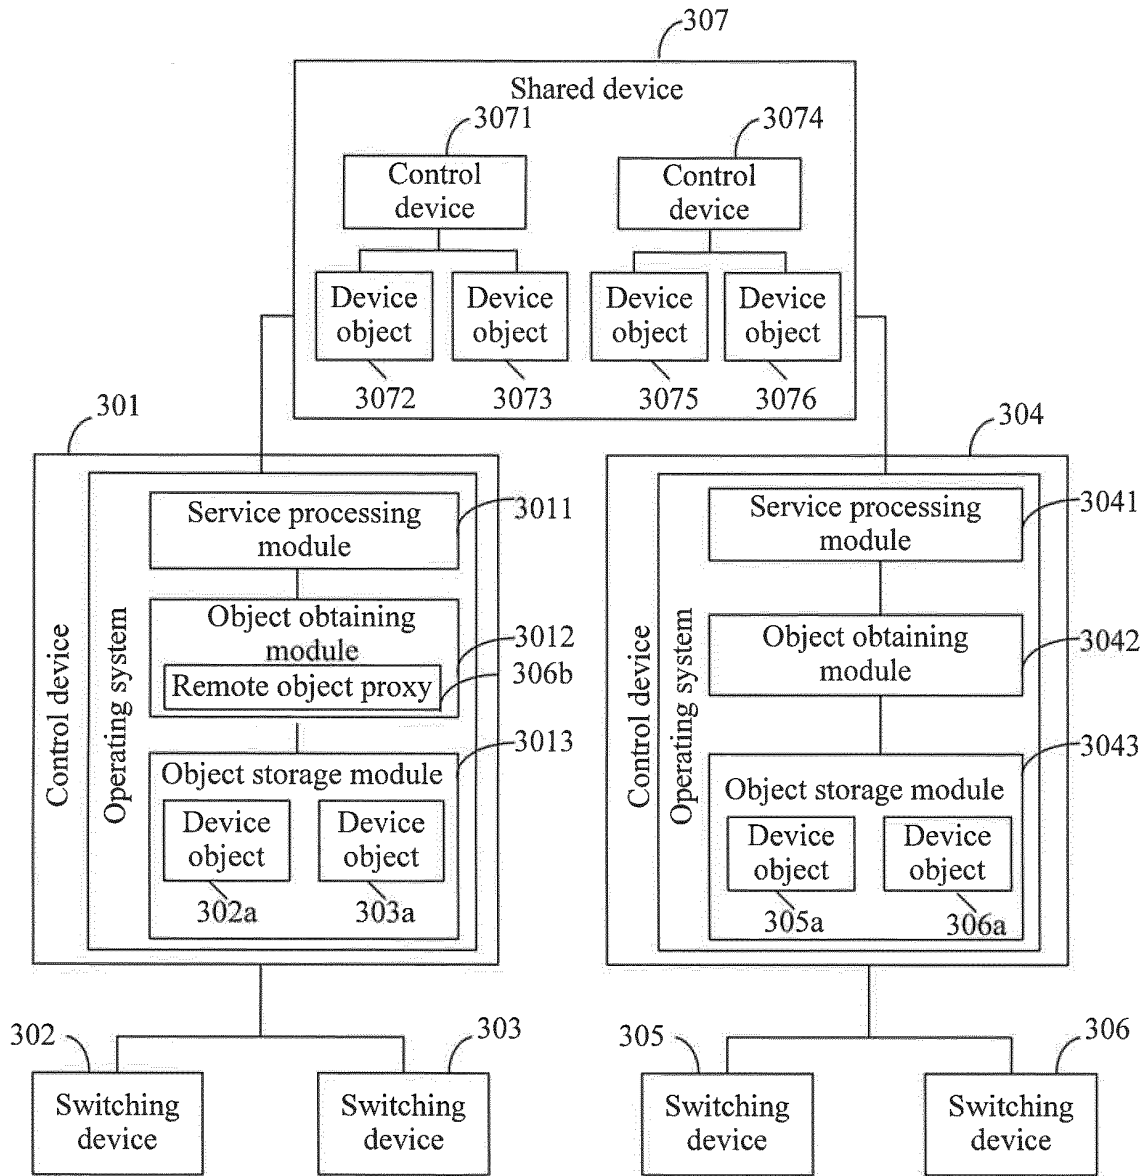 307
Shared device
3071
3074
Control
device
Control
device
Device
object
Device
object
Device
object
Device
object
3072
3073
3075
3076
301
304
Control device
Operating system
Service processing
module
3011
Object obtaining
module
3012
Remote object proxy
306b
3013
Object storage module
Device
object
Device
object
302a
303a
Control device
Operating system
Service processing
module
3041
Object obtaining
module
3042
3043
Object storage module
Device
object
Device
object
305a
306a
302
303
305
306
Switching
device
Switching
device
Switching
device
Switching
device